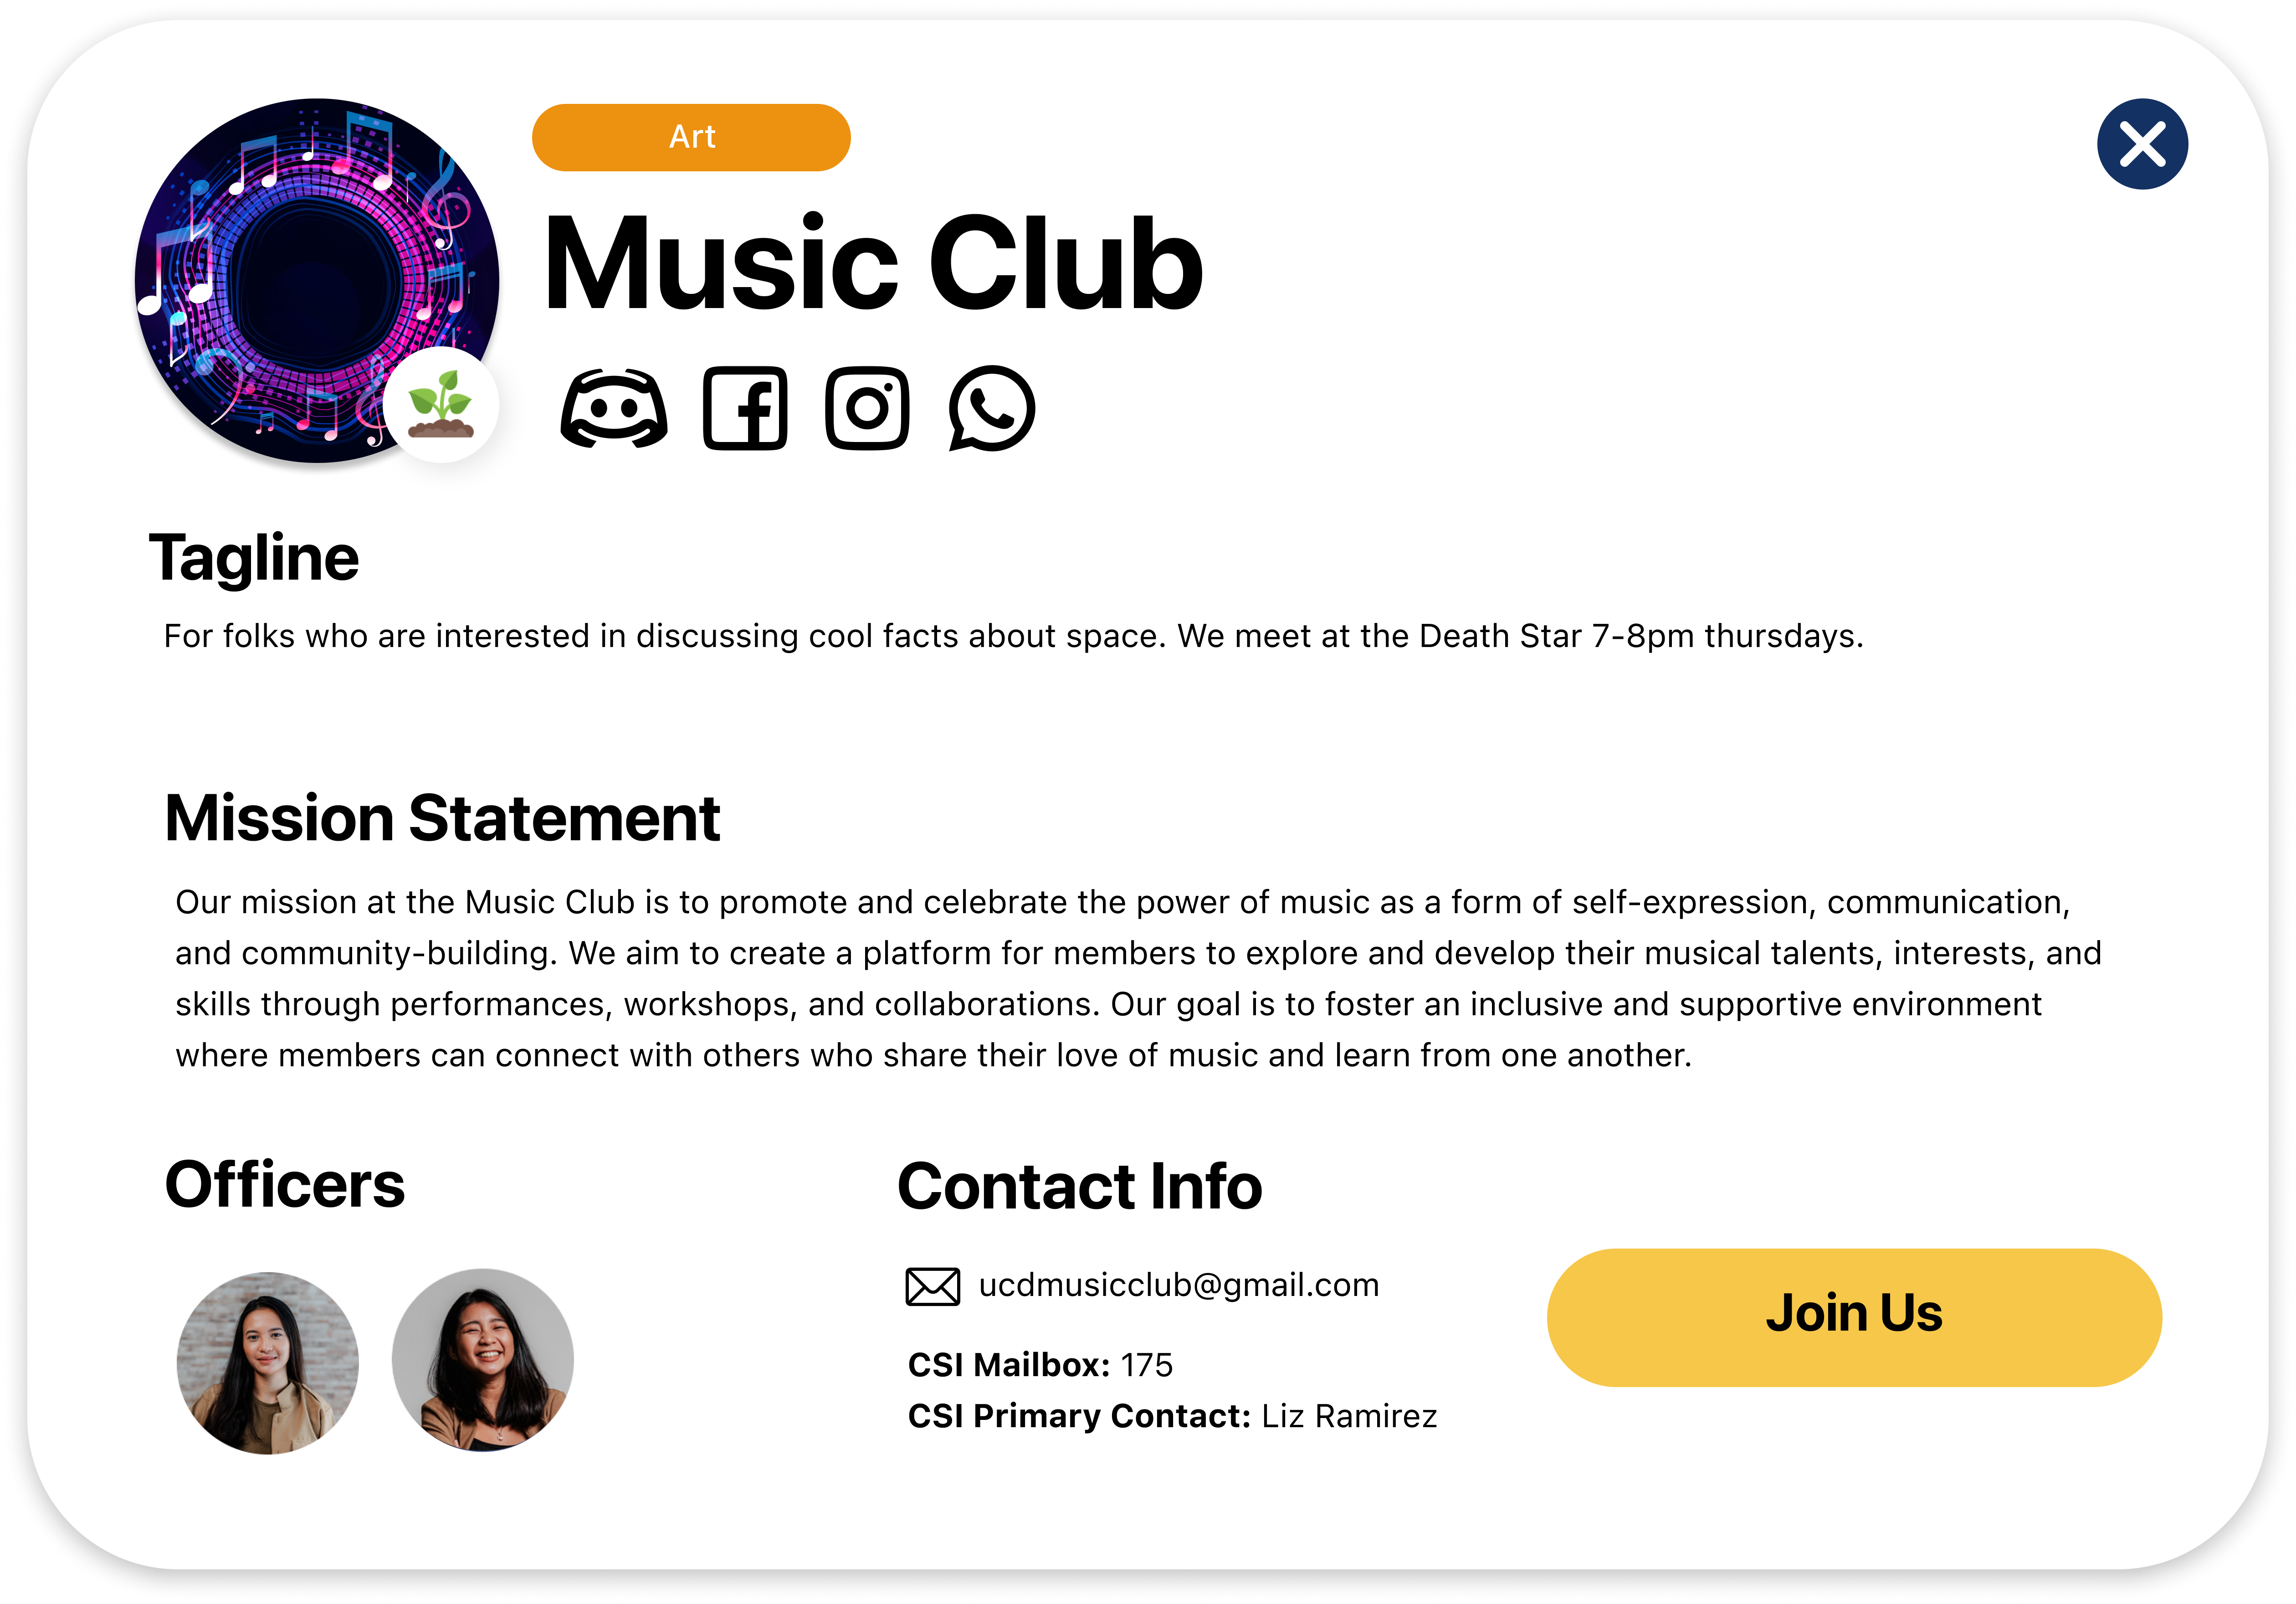 Art
Music Club
Tagline
For folks who are interested in discussing cool facts about space. We meet at the Death Star 7-8pm thursdays.
Mission Statement
Our mission at the Music Club is to promote and celebrate the power of music as a form of self-expression, communication,
and community-building. We aim to create a platform for members to explore and develop their musical talents, interests, and
skills through performances, workshops, and collaborations. Our goal is to foster an inclusive and supportive environment
where members can connect with others who share their love of music and learn from one another.
Officers
Contact Info
ucdmusicclub@gmail.com
CSI Mailbox: 175
CSI Primary Contact: Liz Ramirez
Join Us